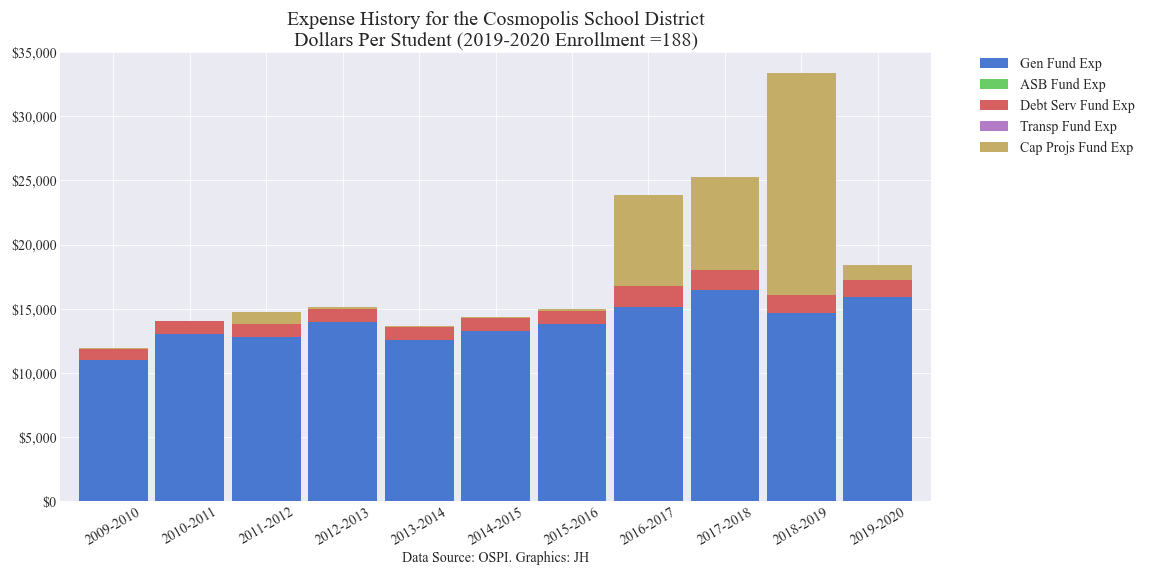 Expense History for the Cosmopolis School District
Dollars Per Student (2019-2020 Enrollment =188)
$35,000
$30,000
$25,000
$20,000
$15,000
$10,000
$5,000
$0
2009-2010
2010-2011
2011-2012
2012-2013
2013-2014
2014-2015
2015-2016
2016-2017
2017-2018
2018-2019
2019-2020
Data Source: OSPI. Graphics: JH
Gen Fund Exp
ASB Fund Exp
Debt Serv Fund Exp
Transp Fund Exp
Cap Projs Fund Exp